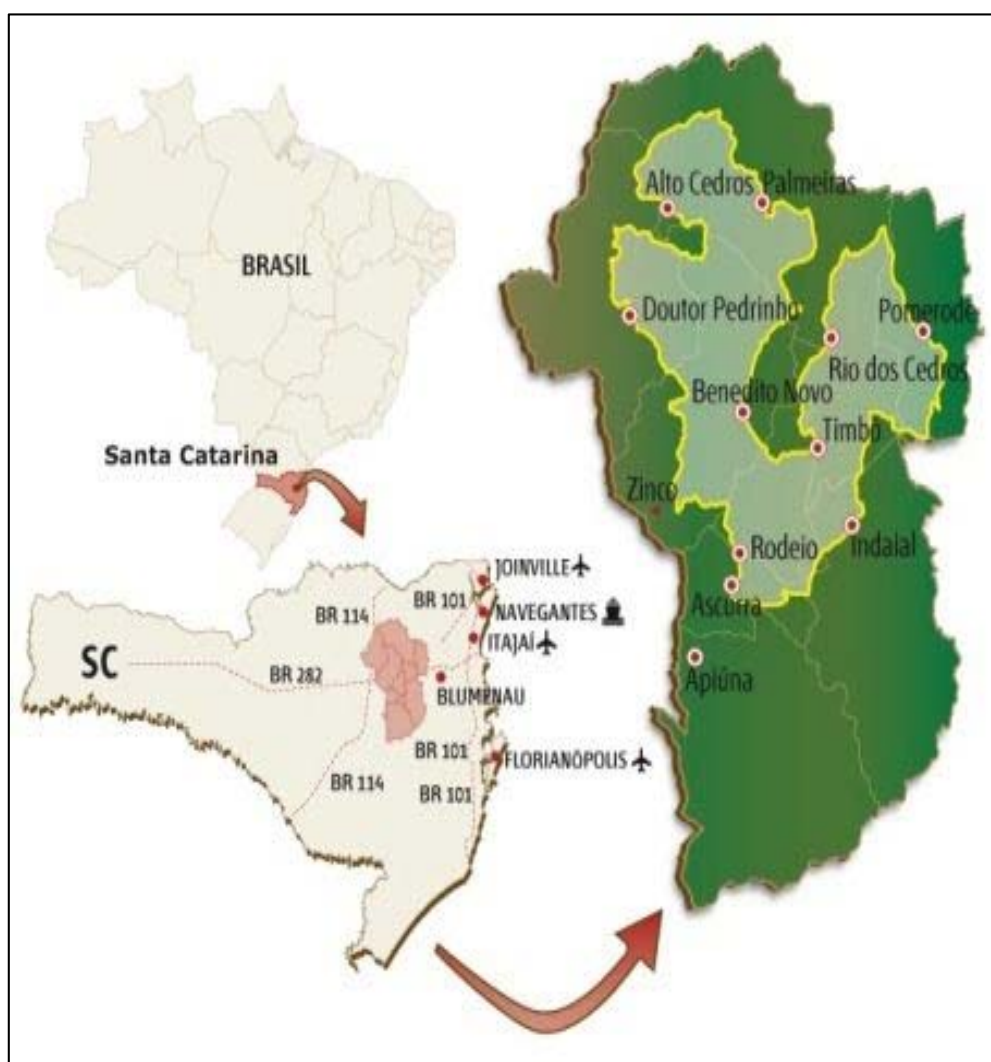 BRASIL
Santa Catarina
JOINVILLE
BR 101
NAVEGANTES
BR 114
ITAJAÍ
SC
BR 282
BLUMENAU
BR 101
FLORIANÓPOLIS
BR 114
BR 101
Alto Cedros
Palmeiras
Doutor Pedrinho
Pomerode
Rio dos Cedros
Benedito Novo
Timbó
Zinco
Rodeio
Indaial
Ascurra
Apiúna